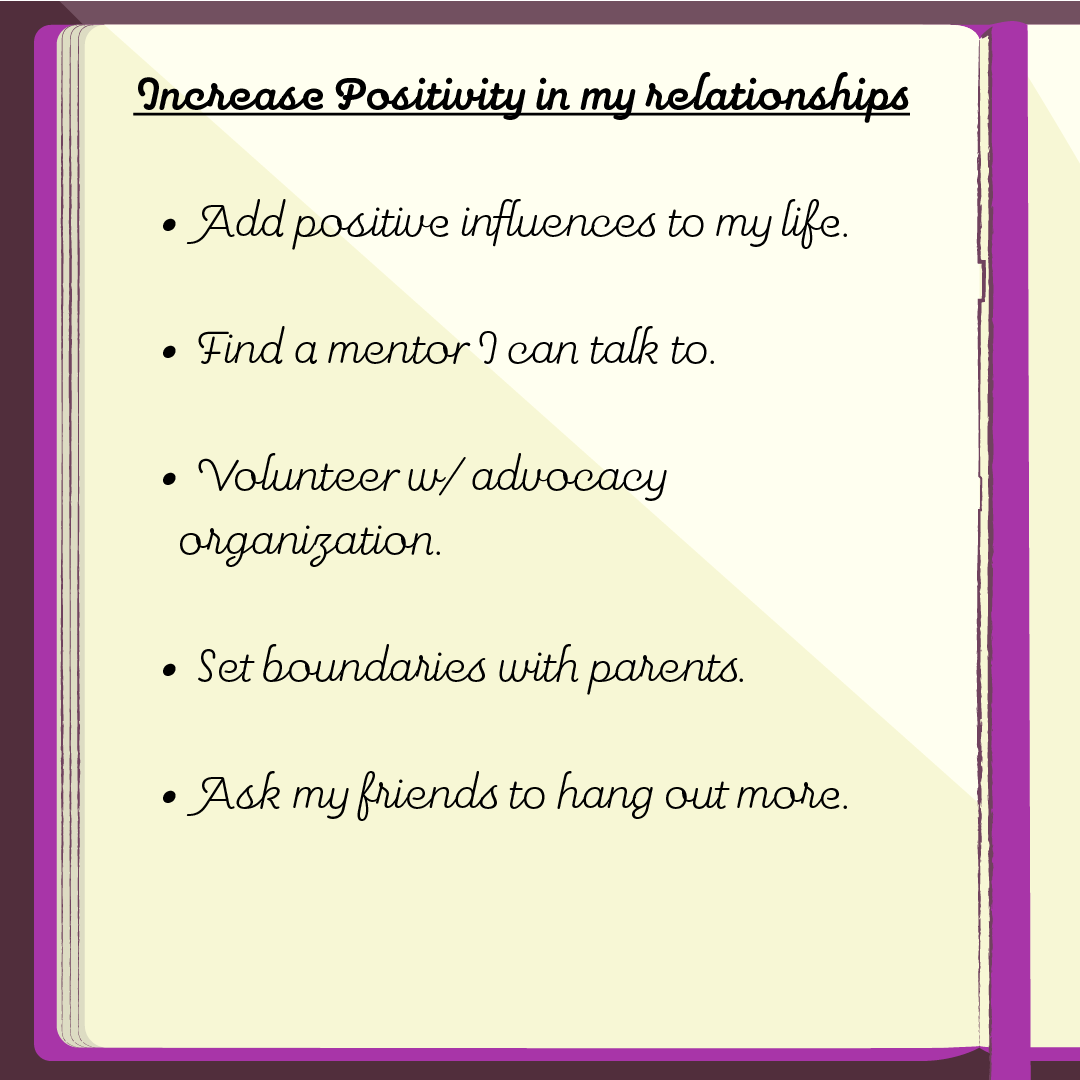 Increase Positivity in my relationships
• Add positive influences to my life.
• Find a mentor I can talk to.
• Volunteer w/ advocacy
organization.
• Set boundaries with parents.
• Ask my friends to hang out more.